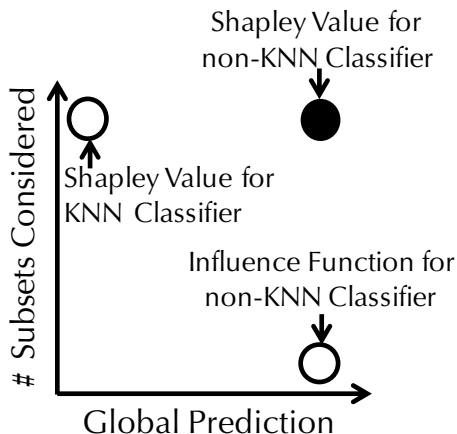 Shapley Value for
non-KNN Classifier
Shapley Value for
KNN Classifier
Influence Function for
non-KNN Classifier
# Subsets Considered
Global Prediction